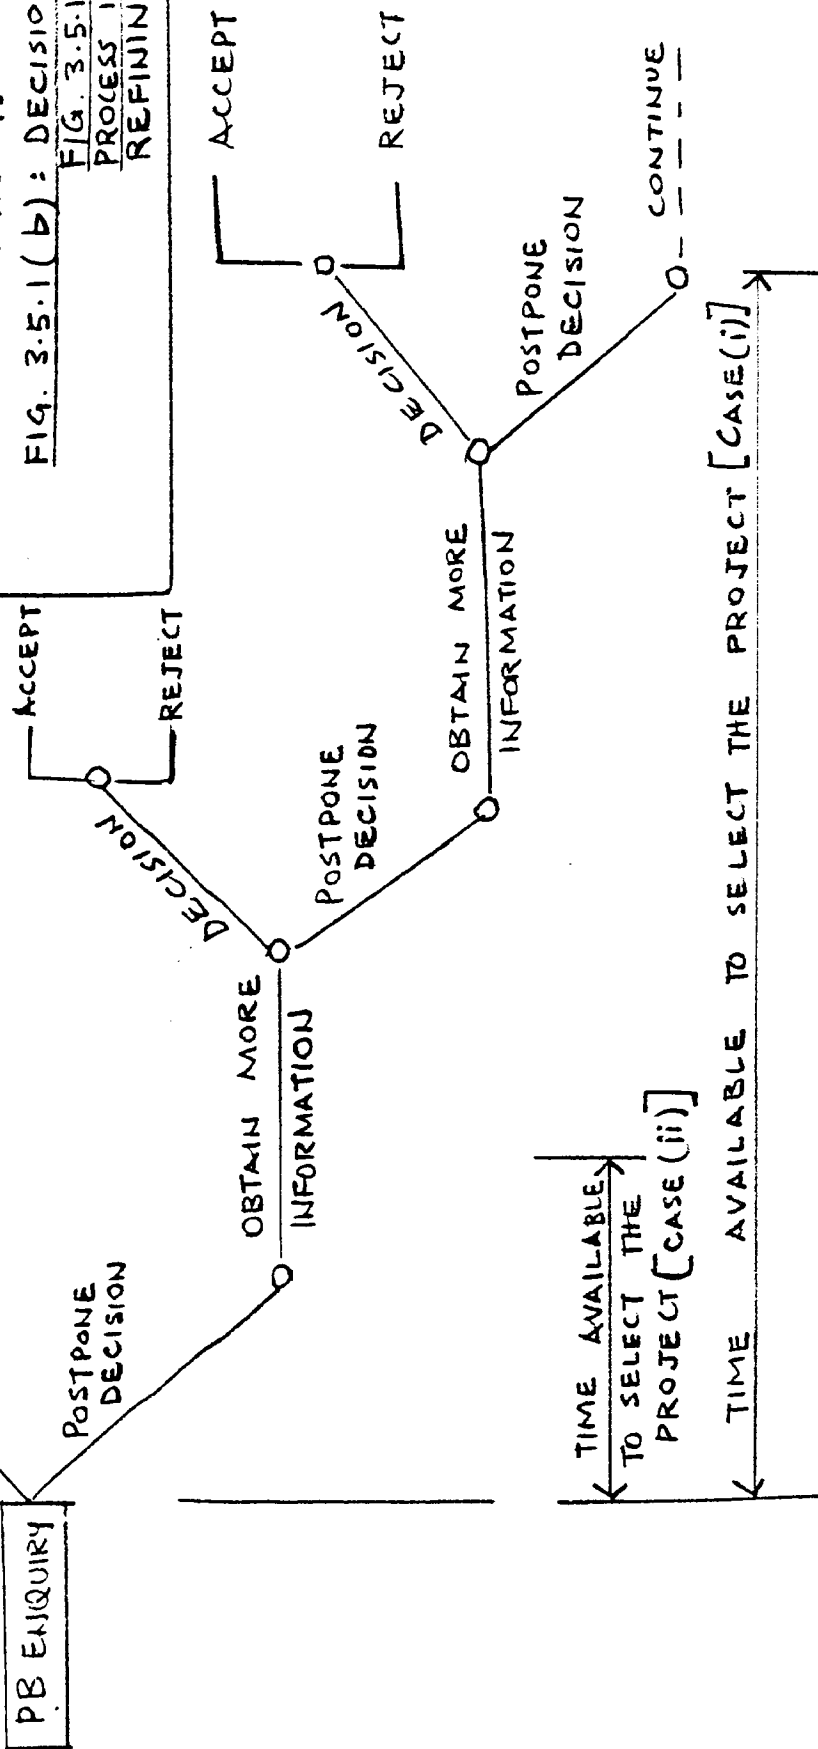 FIG. 3.5.1(b): DECISIO
FIG. 3.5.1
PROCESS
REFININ
ACCEPT
REJECT
ACCEPT
REJECT
DECISION
DECISION
POSTPONE
DECISION
CONTINUE
POSTPONE
DECISION
OBTAIN MORE
INFORMATION
POSTPONE
DECISION
OBTAIN MORE
INFORMATION
PB ENQUIRY
TIME AVAILABLE
TO SELECT THE
PROJECT [CASE (ii)]
TIME AVAILABLE TO SELECT THE PROJECT [CASE(i)]